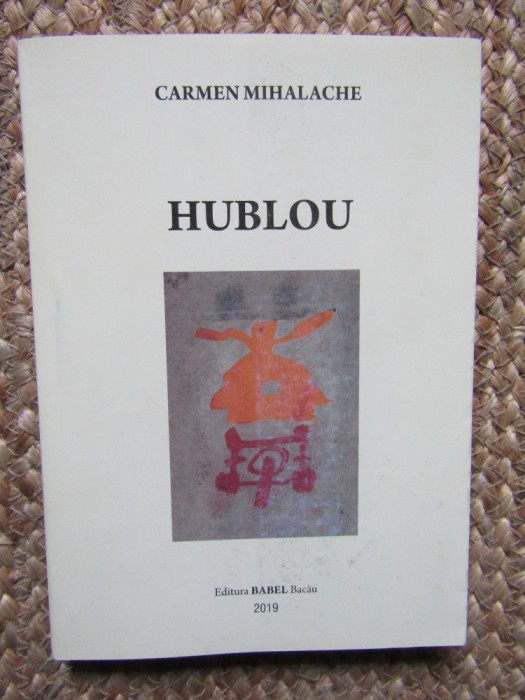 CARMEN MIHALACHE
HUBLOU
Editura BABEL Bacău
2019